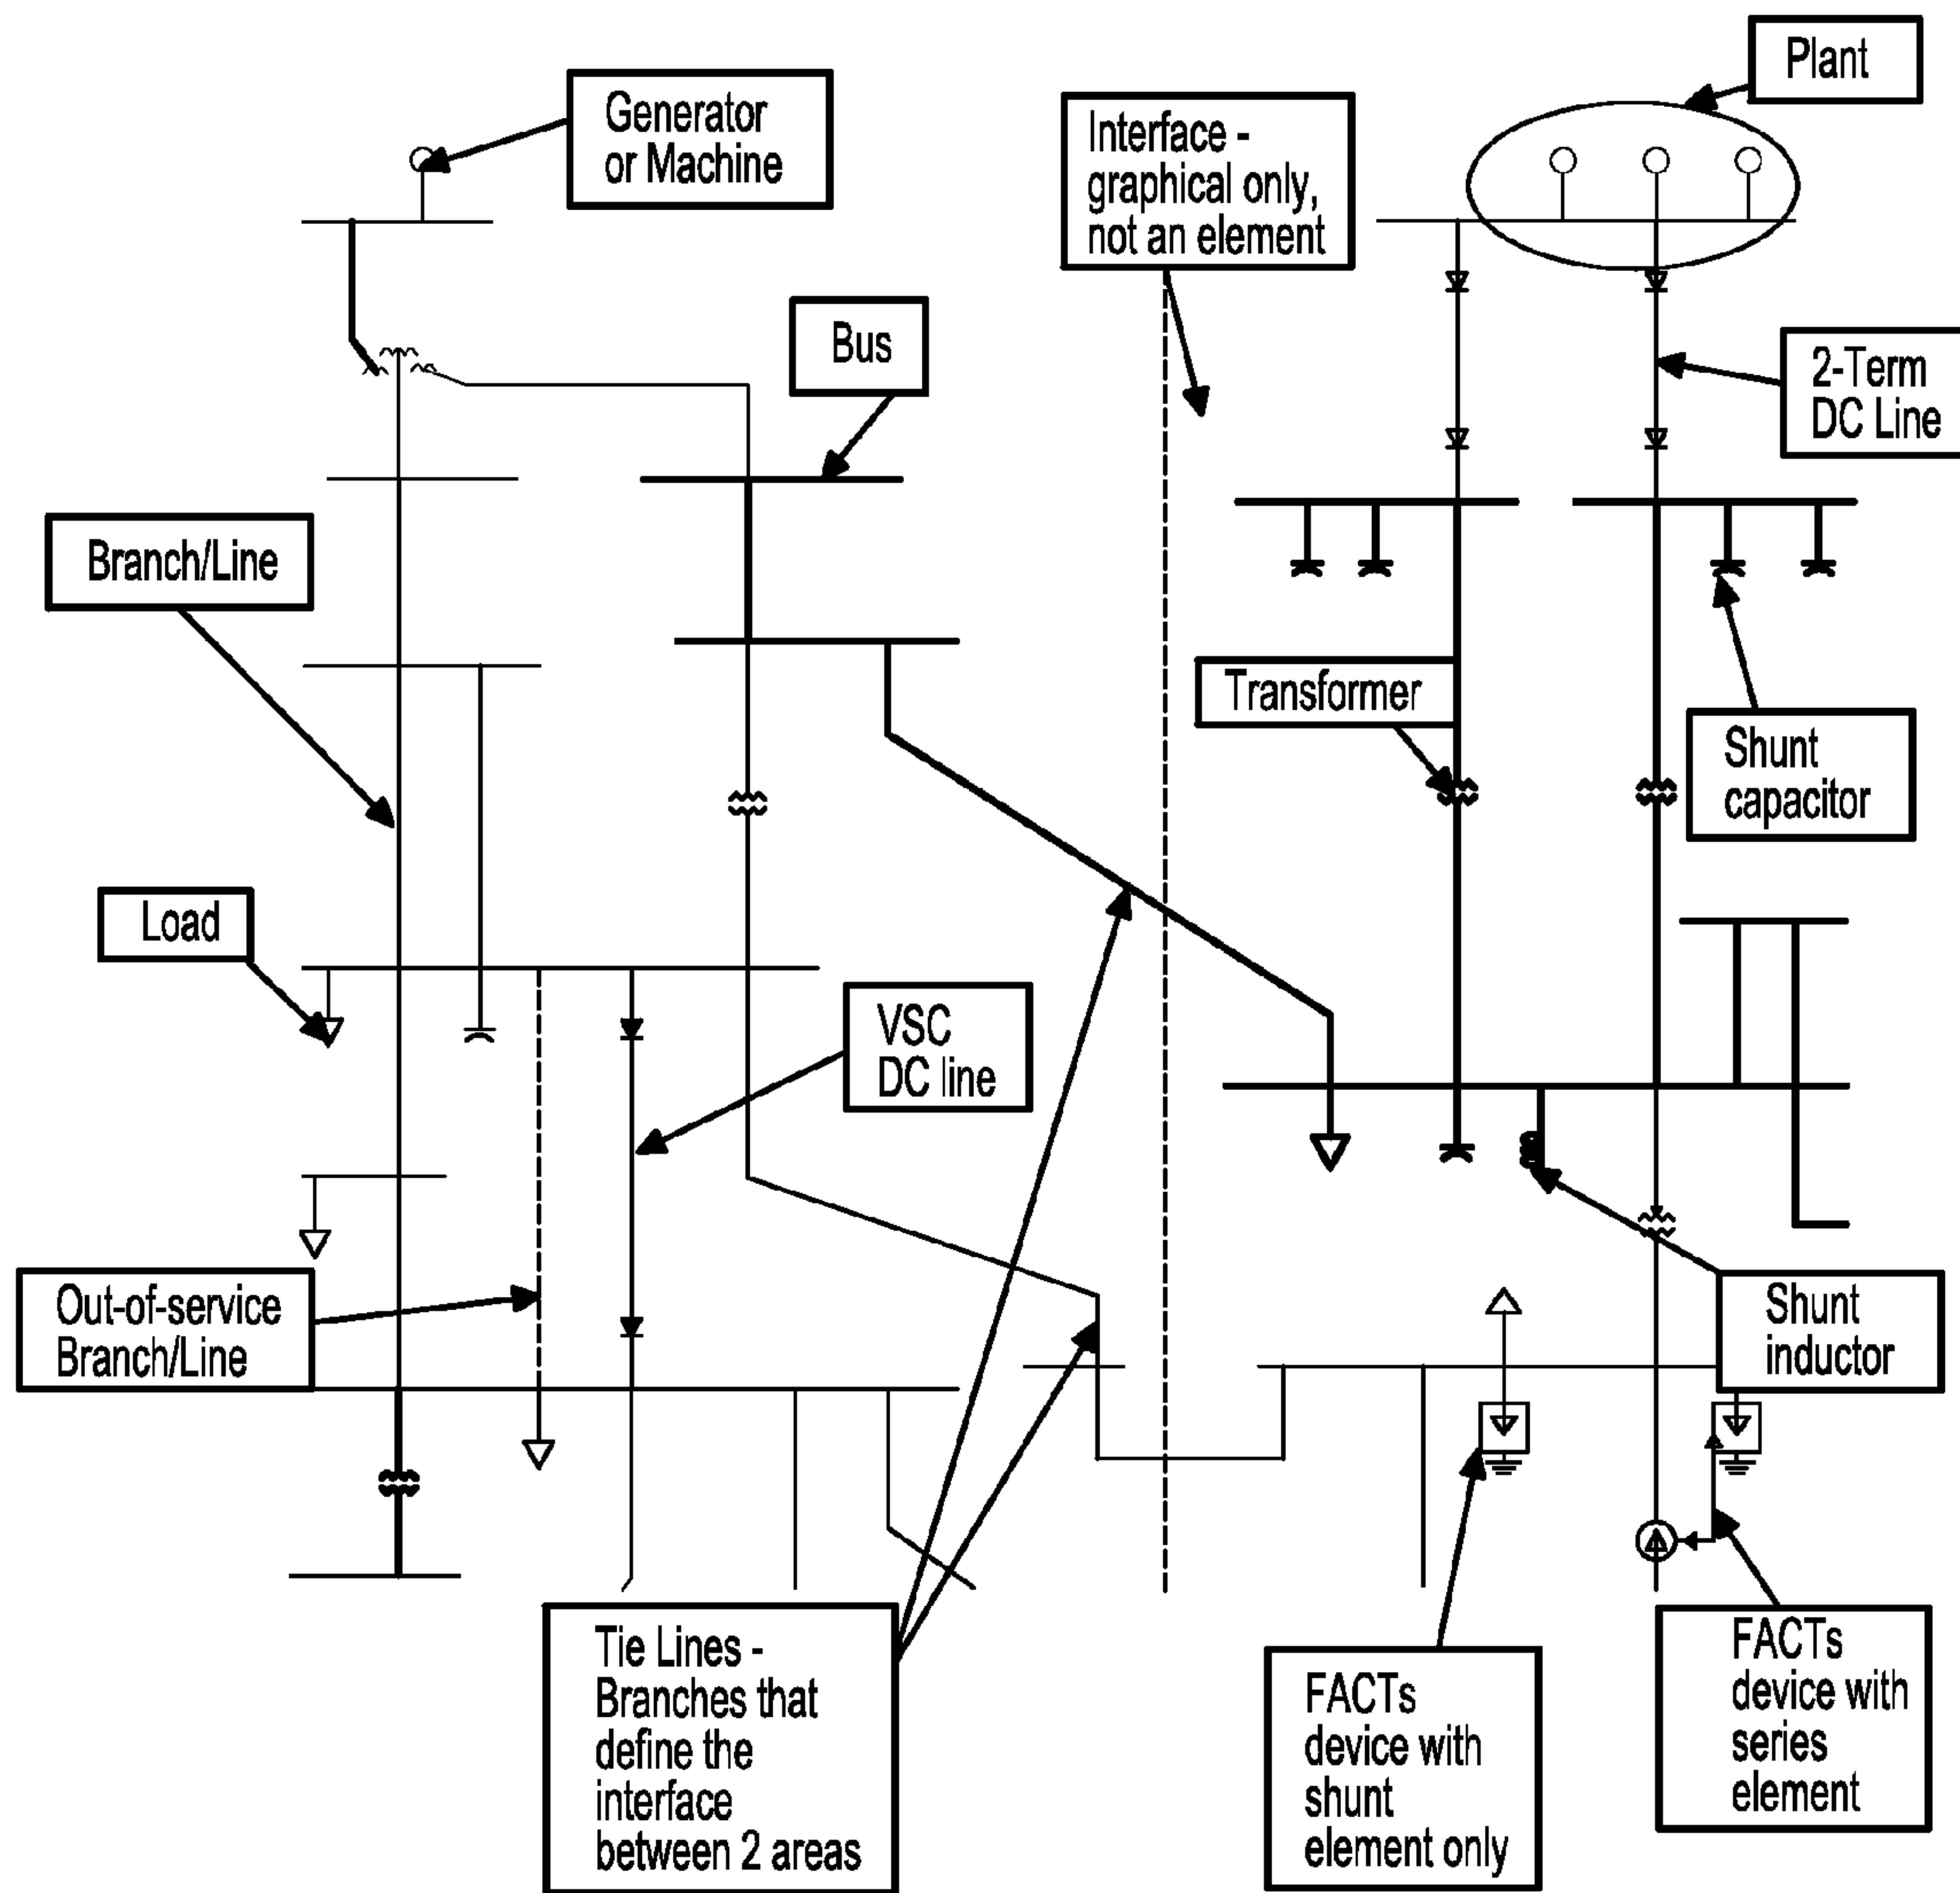 Plant
Generator
or Machine
Interface -
graphical only,
not an element
Bus
2-Term
DC Line
Branch/Line
Transformer
Shunt
capacitor
Load
VSC
DC line
Out-of-service
Branch/Line
Shunt
inductor
Tie Lines -
Branches that
define the
interface
between 2 areas
FACTs
device with
shunt
element only
FACTs
device with
series
element